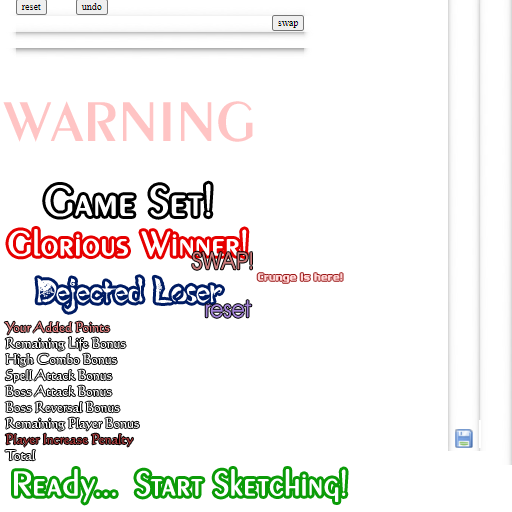 reset undo
swap
WARNING
Game Set!
Glorious Winner!
SWAP!
Crunge is here!
Dejected Loser
reset
Your Added Points
Remaining Life Bonus
High Combo Bonus
Spell Attack Bonus
Boss Attack Bonus
Boss Reversal Bonus
Remaining Player Bonus
Player Increase Penalty
Total
Ready... Start Sketching!